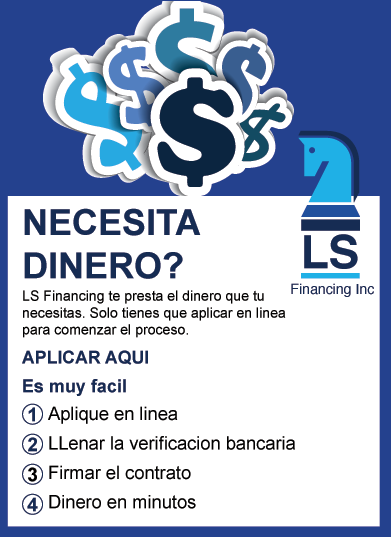 NECESITA
DINERO?
LS
Financing Inc
LS Financing te presta el dinero que tu
necesitas. Solo tienes que aplicar en linea
para comenzar el proceso.
APLICAR AQUI
Es muy facil
1 Aplique en linea
2 LLenar la verificacion bancaria
3 Firmar el contrato
4 Dinero en minutos